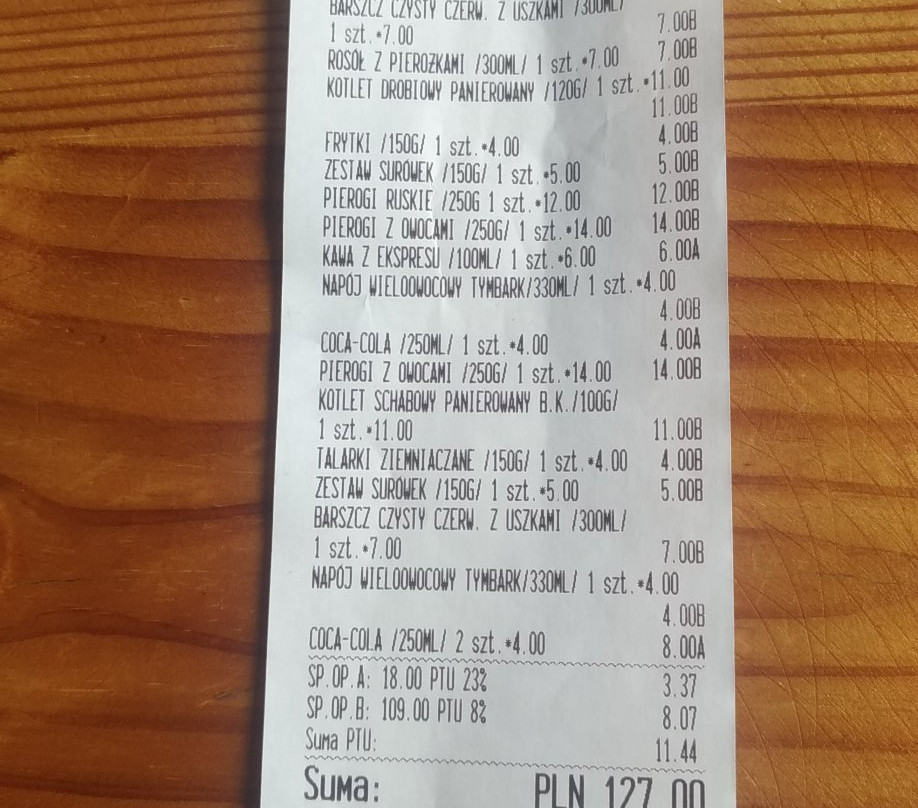 BARSZCZ CZYSTY CZERW. Z USZKAMI /300ML/
1 szt.*7.00 7.00B
ROSÓŁ Z PIEROŻKAMI /300ML/ 1 szt.*7.00 7.00B
KOTLET DROBIOWY PANIEROWANY /120G/ 1 szt.*11.00
11.00B
FRYTKI /150G/ 1 szt.*4.00 4.00B
ZESTAW SURÓWEK /150G/ 1 szt.*5.00 5.00B
PIEROGI RUSKIE /250G 1 szt.*12.00 12.00B
PIEROGI Z OWOCAMI /250G/ 1 szt.*14.00 14.00B
KAWA Z EKSPRESU /100ML/ 1 szt.*6.00 6.00A
NAPÓJ WIELOOWOCOWY TYMBARK/330ML/ 1 szt.*4.00
4.00B
COCA-COLA /250ML/ 1 szt.*4.00 4.00A
PIEROGI Z OWOCAMI /250G/ 1 szt.*14.00 14.00B
KOTLET SCHABOWY PANIEROWANY B.K./100G/
1 szt.*11.00 11.00B
TALARKI ZIEMNIACZANE /150G/ 1 szt.*4.00 4.00B
ZESTAW SURÓWEK /150G/ 1 szt.*5.00 5.00B
BARSZCZ CZYSTY CZERW. Z USZKAMI /300ML/
1 szt.*7.00 7.00B
NAPÓJ WIELOOWOCOWY TYMBARK/330ML/ 1 szt.*4.00
4.00B
COCA-COLA /250ML/ 2 szt.*4.00 8.00A
SP.OP.A: 18.00 PTU 23% 3.37
SP.OP.B: 109.00 PTU 8% 8.07
Suma PTU: 11.44
SUMA: PLN 127.00